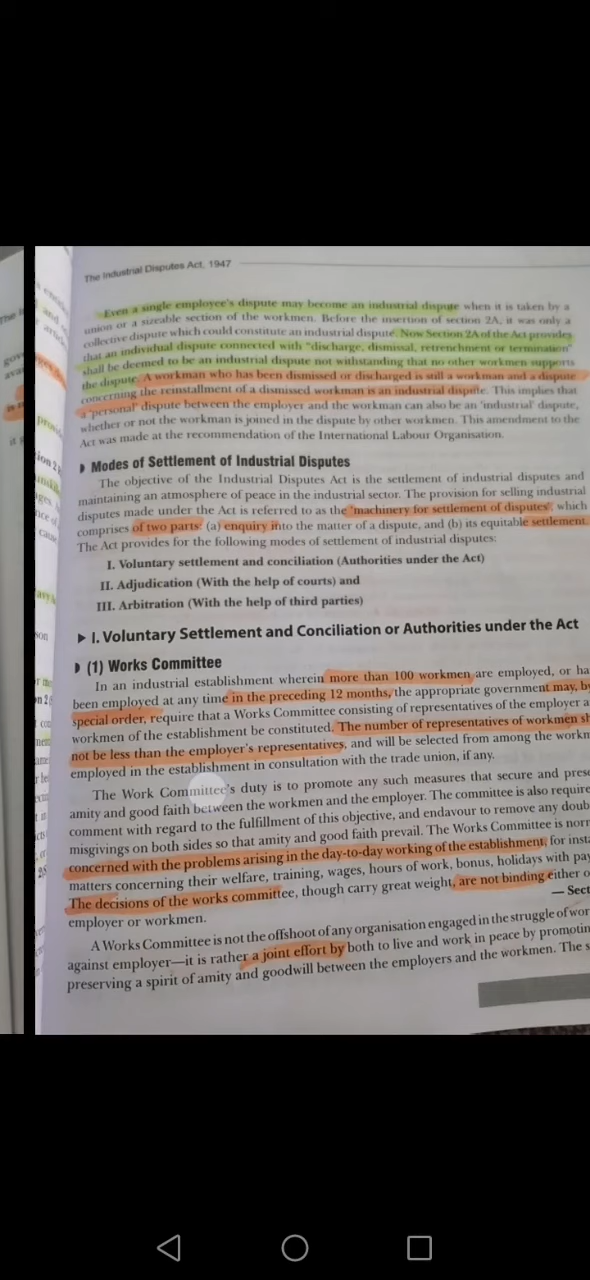 The Industrial Disputes Act, 1947
Even a single employee's dispute may become an industrial dispute when it is taken by a
union or a sizeable section of the workmen. Before the insertion of section 2A, it was only a
collective dispute which could constitute an industrial dispute. Now Section 2A of the Act provides
that an individual dispute connected with "discharge, dismissal, retrenchment or termination"
shall be deemed to be an industrial dispute not withstanding that no other workmen supports
the dispute. A workman who has been dismissed or discharged is still a workman and a dispute
concerning the reinstallment of a dismissed workman is an industrial dispute. This implies that
a 'personal' dispute between the employer and the workman can also be an 'industrial' dispute,
whether or not the workman is joined in the dispute by other workmen. This amendment to the
Act was made at the recommendation of the International Labour Organisation.
Modes of Settlement of Industrial Disputes
The objective of the Industrial Disputes Act is the settlement of industrial disputes and
maintaining an atmosphere of peace in the industrial sector. The provision for selling industrial
disputes made under the Act is referred to as the "machinery for settlement of disputes", which
comprises of two parts: (a) enquiry into the matter of a dispute, and (b) its equitable settlement.
The Act provides for the following modes of settlement of industrial disputes:
I. Voluntary settlement and conciliation (Authorities under the Act)
II. Adjudication (With the help of courts) and
III. Arbitration (With the help of third parties)
I. Voluntary Settlement and Conciliation or Authorities under the Act
(1) Works Committee
In an industrial establishment wherein more than 100 workmen are employed, or ha
been employed at any time in the preceding 12 months, the appropriate government may, by
special order, require that a Works Committee consisting of representatives of the employer a
workmen of the establishment be constituted. The number of representatives of workmen sh
not be less than the employer's representatives, and will be selected from among the workm
employed in the establishment in consultation with the trade union, if any.
The Work Committee's duty is to promote any such measures that secure and prese
amity and good faith between the workmen and the employer. The committee is also require
comment with regard to the fulfillment of this objective, and endavour to remove any doub
misgivings on both sides so that amity and good faith prevail. The Works Committee is norr
concerned with the problems arising in the day-to-day working of the establishment, for insta
matters concerning their welfare, training, wages, hours of work, bonus, holidays with pay
The decisions of the works committee, though carry great weight, are not binding either o
employer or workmen.
— Sect
A Works Committee is not the offshoot of any organisation engaged in the struggle of wor
against employer—it is rather a joint effort by both to live and work in peace by promotin
preserving a spirit of amity and goodwill between the employers and the workmen. The s